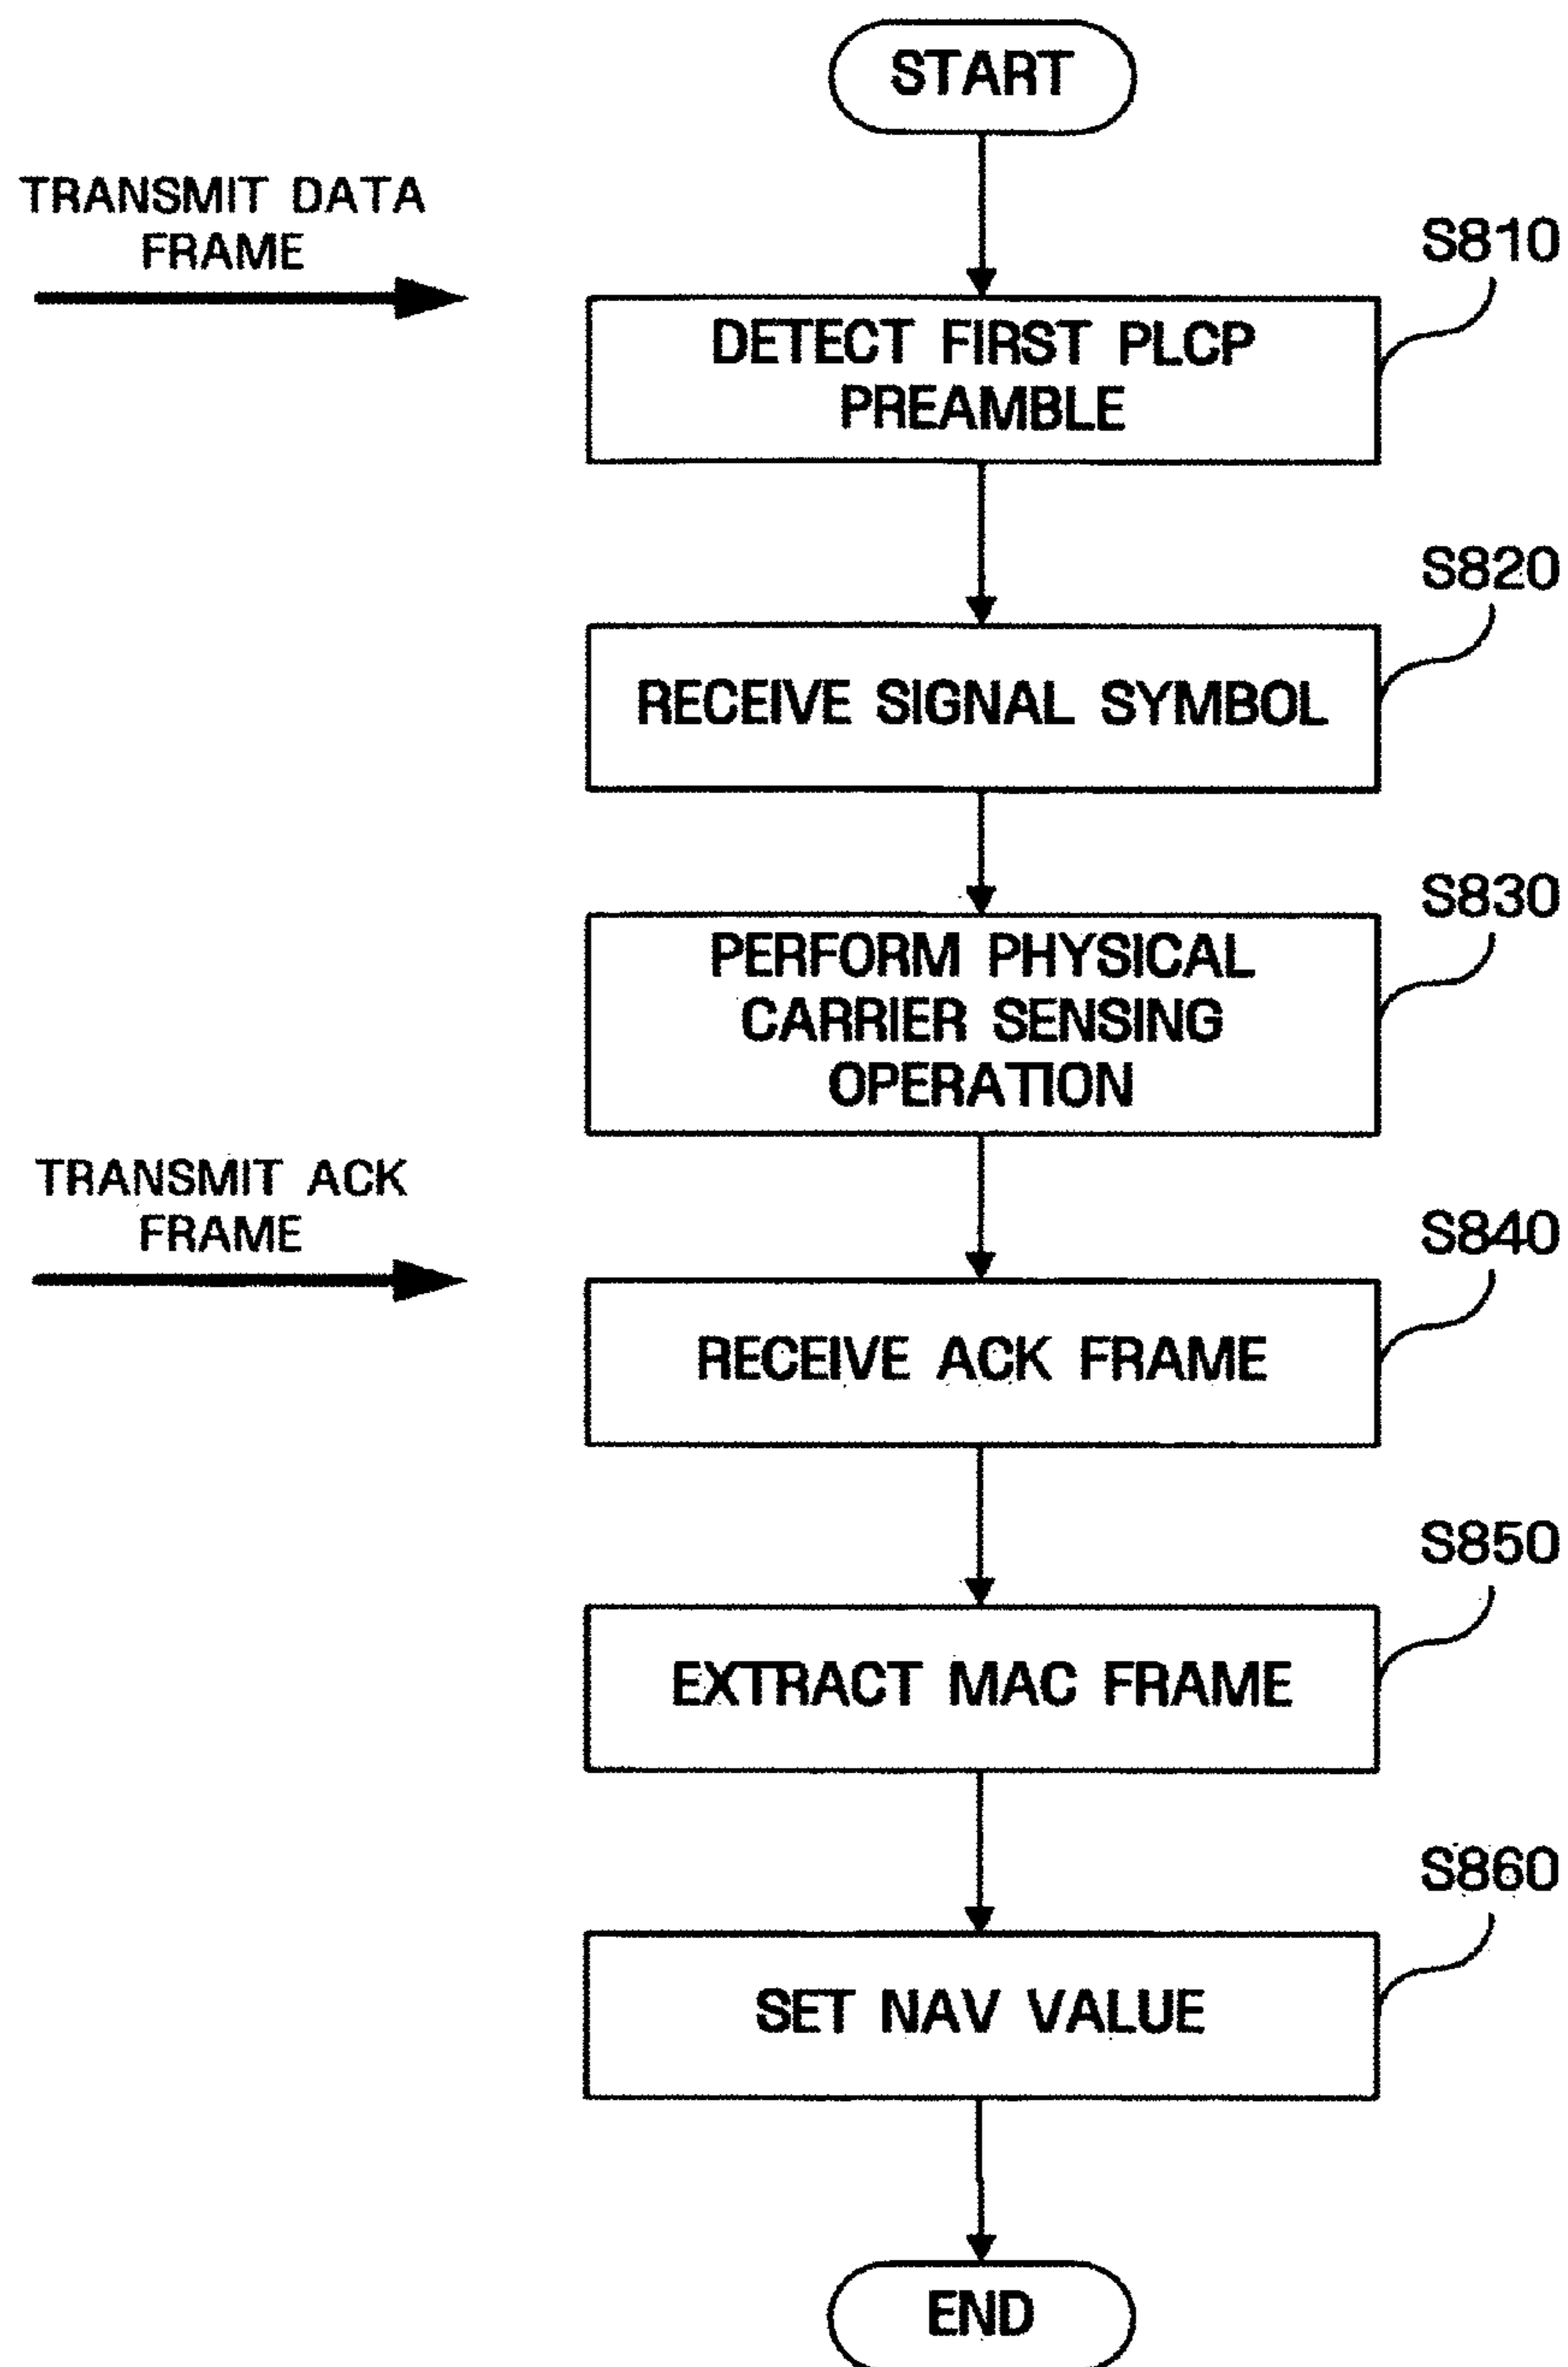 START
TRANSMIT DATA
FRAME
S810
DETECT FIRST PLCP
PREAMBLE
S820
RECEIVE SIGNAL SYMBOL
S830
PERFORM PHYSICAL
CARRIER SENSING
OPERATION
TRANSMIT ACK
FRAME
S840
RECEIVE ACK FRAME
S850
EXTRACT MAC FRAME
S860
SET NAV VALUE
END